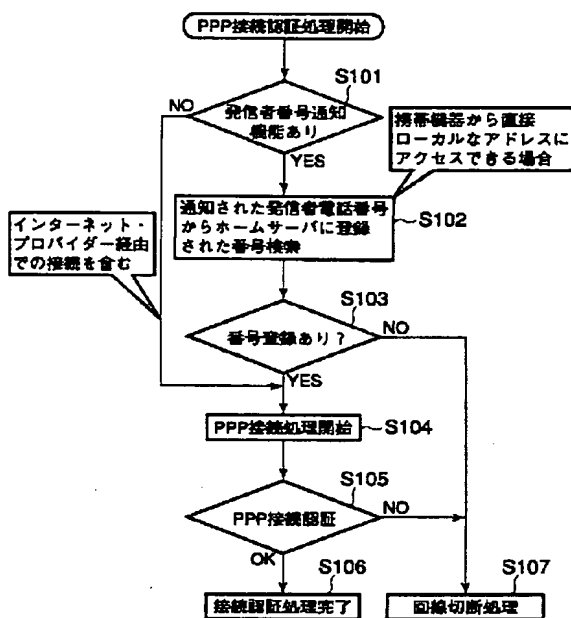 PPP接続認証処理開始
S101
NO
発信者番号通知
機能あり
YES
携帯機器から直接
ローカルなアドレスに
アクセスできる場合
通知された発信者電話番号
からホームサーバに登録
された番号検索
S102
インターネット・
プロバイダー経由
での接続を含む
S103
番号登録あり?
NO
YES
PPP接続処理開始
S104
S105
PPP接続認証
NO
OK
S106
接続認証処理完了
S107
回線切断処理